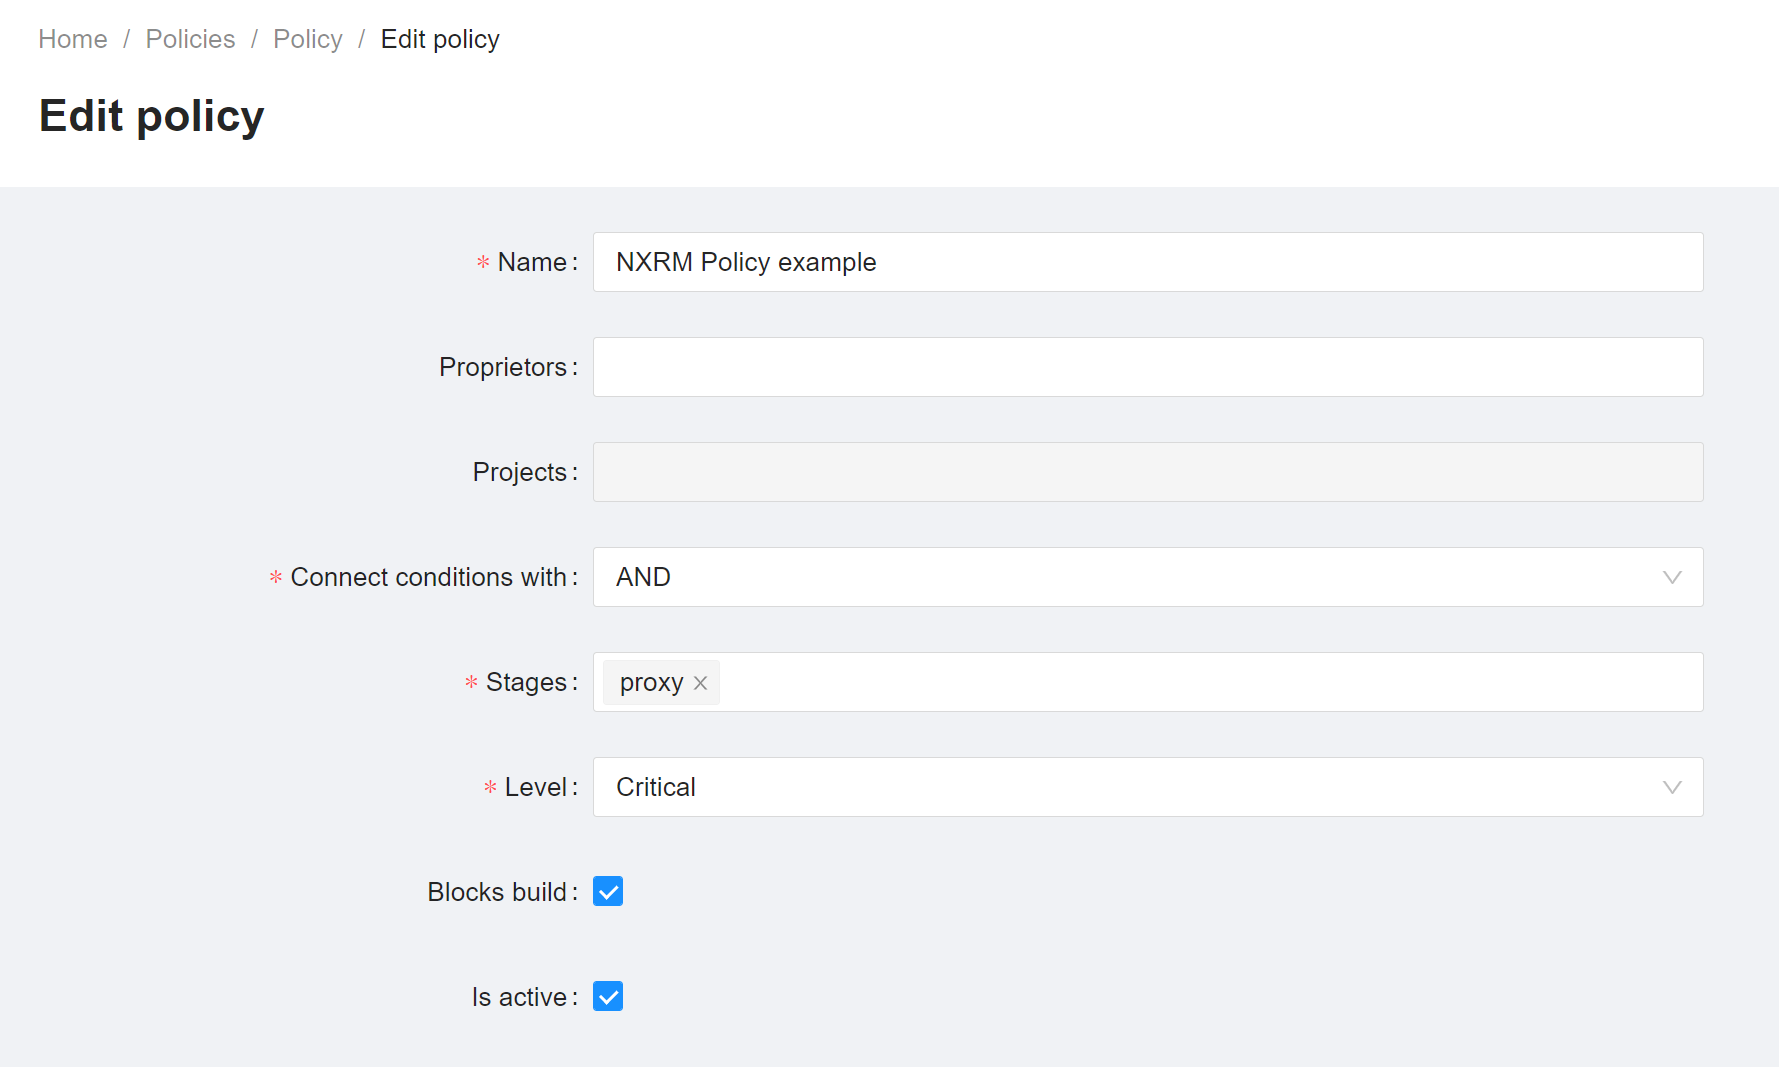 Home / Policies / Policy / Edit policy
Edit policy
* Name: NXRM Policy example
Proprietors:
Projects:
* Connect conditions with: AND
* Stages: proxy
* Level: Critical
Blocks build:
Is active: